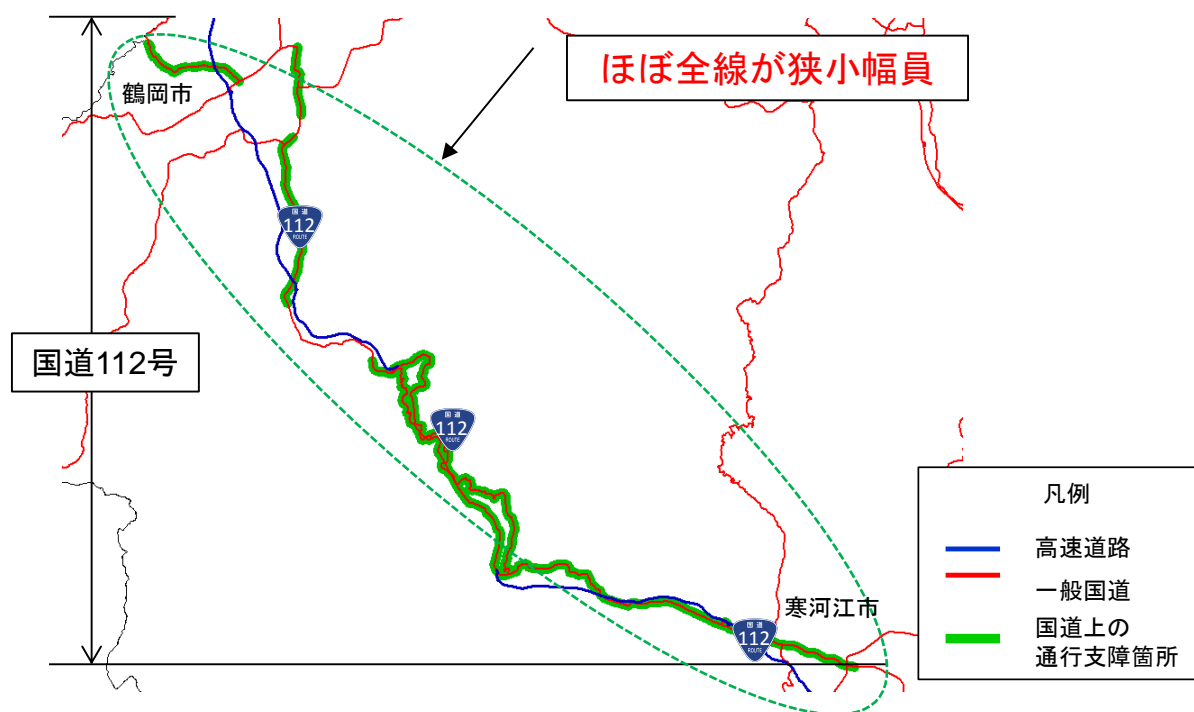 ほぼ全線が狭小幅員
鶴岡市
国道
112
ROUTE
国道112号
国道
112
ROUTE
凡例
高速道路
一般国道
国道上の
通行支障箇所
寒河江市
国道
112
ROUTE